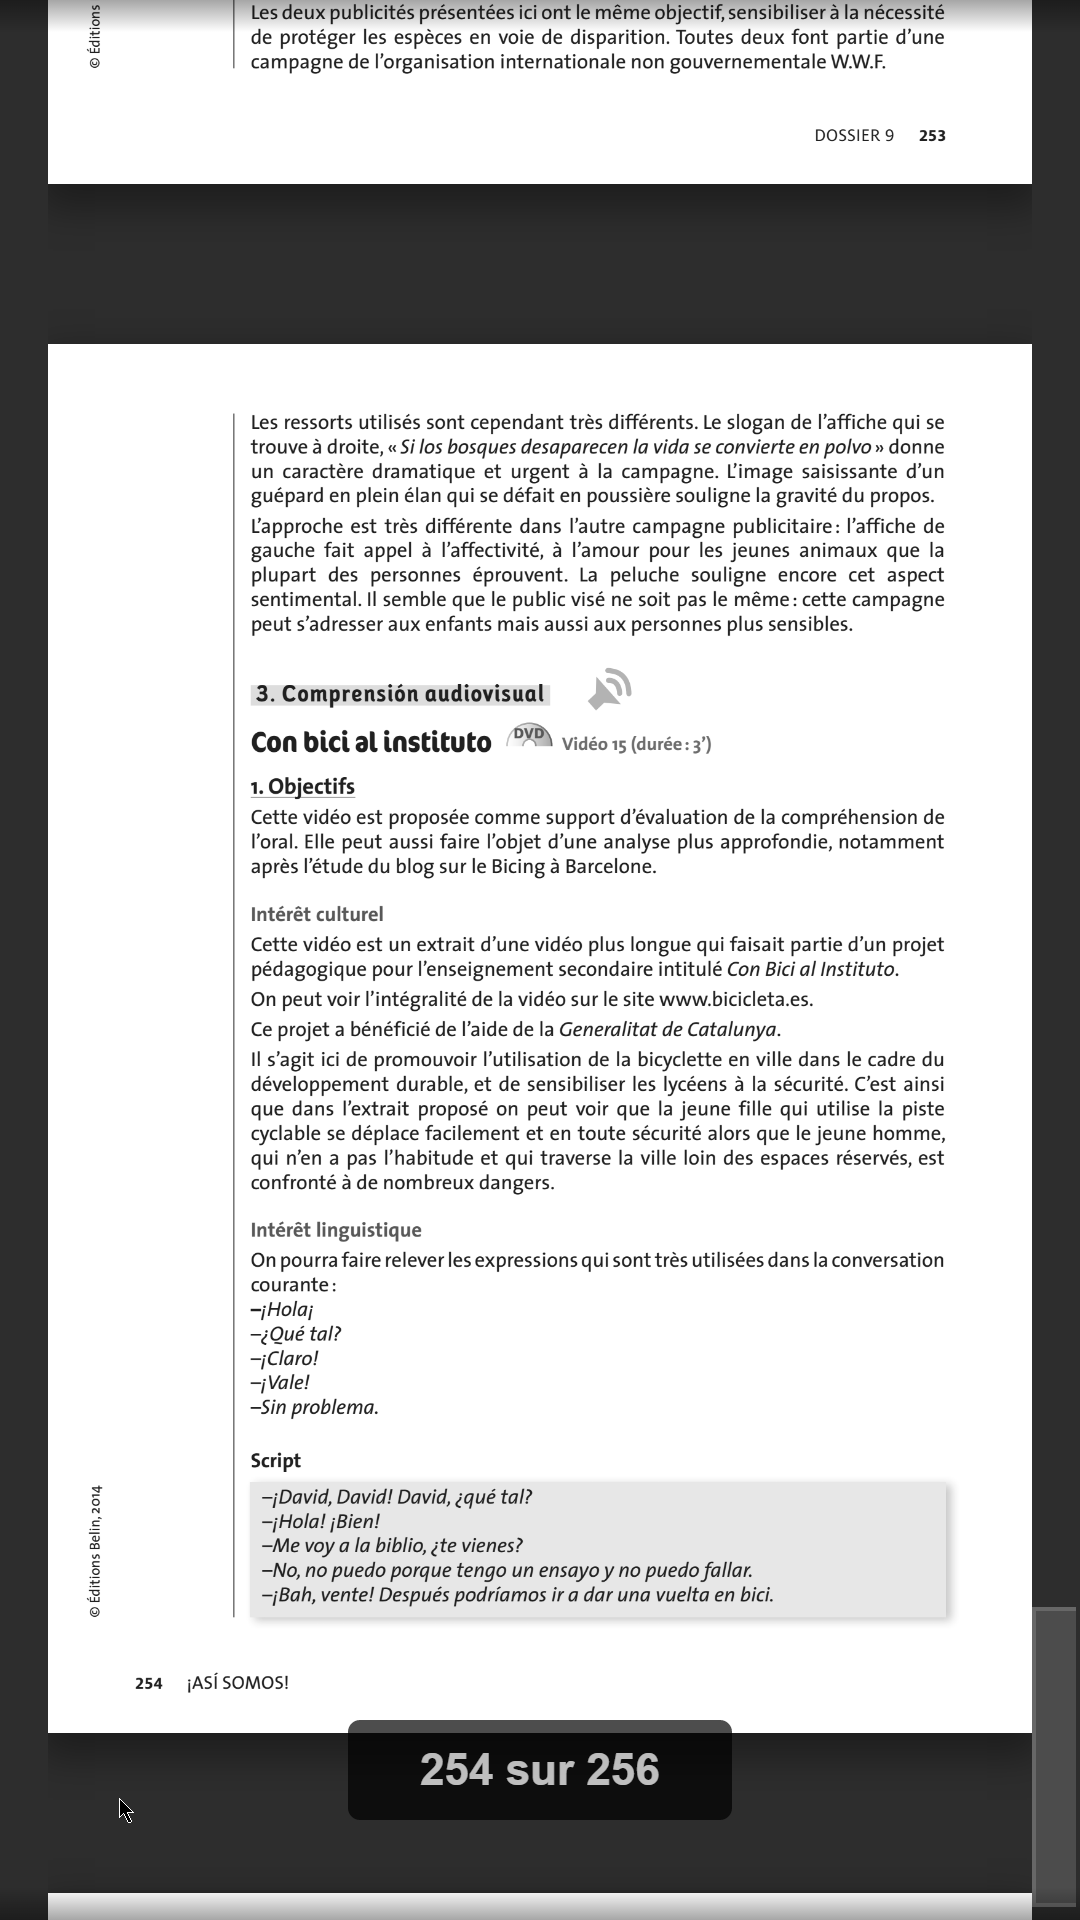 © Éditions
Les deux publicités présentées ici ont le même objectif, sensibiliser à la nécessité
de protéger les espèces en voie de disparition. Toutes deux font partie d’une
campagne de l’organisation internationale non gouvernementale W.W.F.
DOSSIER 9 253
Les ressorts utilisés sont cependant très différents. Le slogan de l’affiche qui se
trouve à droite, « Si los bosques desaparecen la vida se convierte en polvo » donne
un caractère dramatique et urgent à la campagne. L’image saisissante d’un
guépard en plein élan qui se défait en poussière souligne la gravité du propos.
L’approche est très différente dans l’autre campagne publicitaire : l’affiche de
gauche fait appel à l’affectivité, à l’amour pour les jeunes animaux que la
plupart des personnes éprouvent. La peluche souligne encore cet aspect
sentimental. Il semble que le public visé ne soit pas le même : cette campagne
peut s’adresser aux enfants mais aussi aux personnes plus sensibles.
3. Comprensión audiovisual
Con bici al instituto DVD Vidéo 15 (durée : 3’)
1. Objectifs
Cette vidéo est proposée comme support d’évaluation de la compréhension de
l’oral. Elle peut aussi faire l’objet d’une analyse plus approfondie, notamment
après l’étude du blog sur le Bicing à Barcelone.
Intérêt culturel
Cette vidéo est un extrait d’une vidéo plus longue qui faisait partie d’un projet
pédagogique pour l’enseignement secondaire intitulé Con Bici al Instituto.
On peut voir l’intégralité de la vidéo sur le site www.bicicleta.es.
Ce projet a bénéficié de l’aide de la Generalitat de Catalunya.
Il s’agit ici de promouvoir l’utilisation de la bicyclette en ville dans le cadre du
développement durable, et de sensibiliser les lycéens à la sécurité. C’est ainsi
que dans l’extrait proposé on peut voir que la jeune fille qui utilise la piste
cyclable se déplace facilement et en toute sécurité alors que le jeune homme,
qui n’en a pas l’habitude et qui traverse la ville loin des espaces réservés, est
confronté à de nombreux dangers.
Intérêt linguistique
On pourra faire relever les expressions qui sont très utilisées dans la conversation
courante :
–¡Hola¡
–¿Qué tal?
–¡Claro!
–¡Vale!
–Sin problema.
Script
–¡David, David! David, ¿qué tal?
–¡Hola! ¡Bien!
–Me voy a la biblio, ¿te vienes?
–No, no puedo porque tengo un ensayo y no puedo fallar.
–¡Bah, vente! Después podríamos ir a dar una vuelta en bici.
© Éditions Belin, 2014
254 ¡ASÍ SOMOS!
254 sur 256